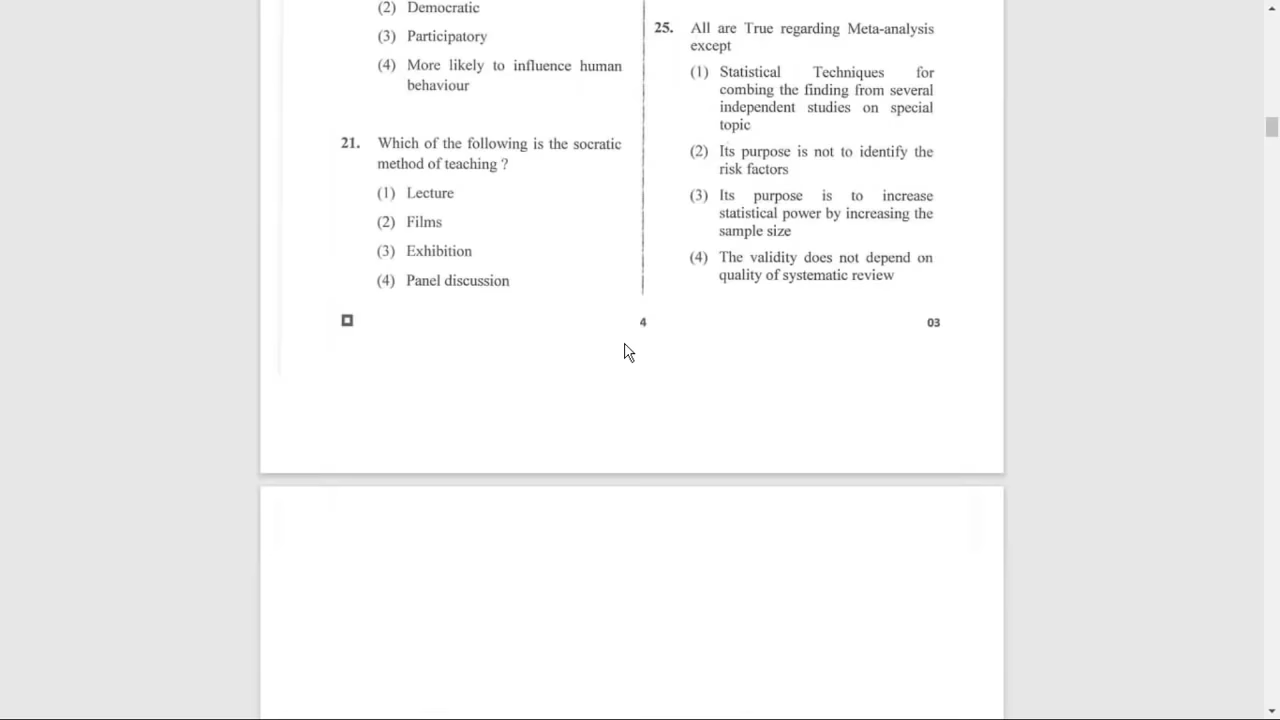 (2) Democratic
(3) Participatory
(4) More likely to influence human
behaviour
21. Which of the following is the socratic
method of teaching ?
(1) Lecture
(2) Films
(3) Exhibition
(4) Panel discussion
25. All are True regarding Meta-analysis
except
(1) Statistical Techniques for
combing the finding from several
independent studies on special
topic
(2) Its purpose is not to identify the
risk factors
(3) Its purpose is to increase
statistical power by increasing the
sample size
(4) The validity does not depend on
quality of systematic review
4
03